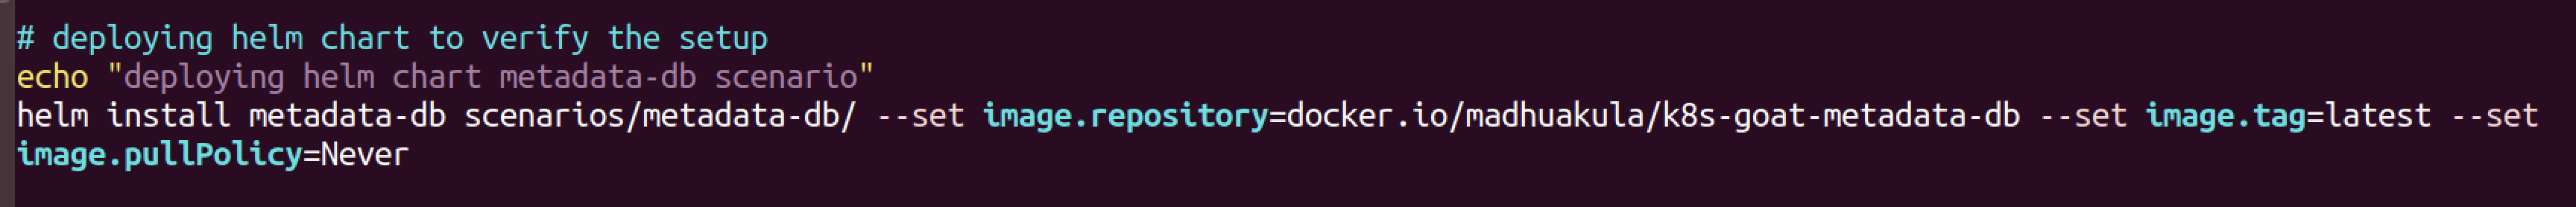 # deploying helm chart to verify the setup
echo "deploying helm chart metadata-db scenario"
helm install metadata-db scenarios/metadata-db/ --set image.repository=docker.io/madhuakula/k8s-goat-metadata-db --set image.tag=latest --set
image.pullPolicy=Never